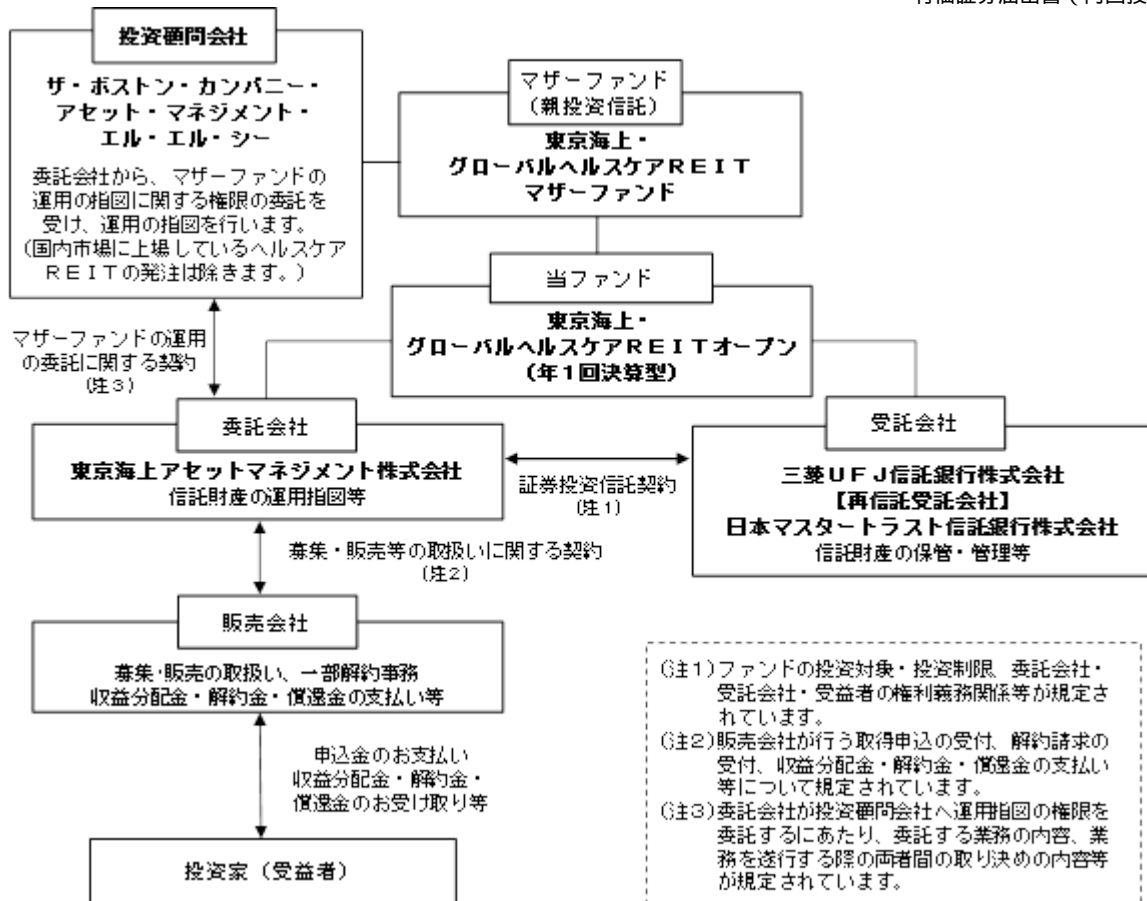 投資顧問会社
ザ・ボストン・カンパニー・
アセット・マネジメント・
エル・エル・シー
委託会社から、マザーファンドの
運用の指図に関する権限の委託を
受け、運用の指図を行います。
(国内市場に上場しているヘルスケア
REITの発注は除きます。)
マザーファンド
(親投資信託)
東京海上・
グローバルヘルスケアREIT
マザーファンド
当ファンド
東京海上・
グローバルヘルスケアREITオープン
(年1回決算型)
マザーファンドの運用
の委託に関する契約
(注3)
委託会社
東京海上アセットマネジメント株式会社
信託財産の運用指図等
証券投資信託契約
(注1)
受託会社
三菱UFJ信託銀行株式会社
【再信託受託会社】
日本マスタートラスト信託銀行株式会社
信託財産の保管・管理等
募集・販売等の取扱いに関する契約
(注2)
販売会社
募集・販売の取扱い、一部解約事務
収益分配金・解約金・償還金の支払い等
申込金のお支払い
収益分配金・解約金・
償還金のお受け取り等
投資家(受益者)
(注1)ファンドの投資対象・投資制限、委託会社・
受託会社・受益者の権利義務関係等が規定さ
れています。
(注2)販売会社が行う取得申込の受付、解約請求の
受付、収益分配金・解約金・償還金の支払い
等について規定されています。
(注3)委託会社が投資顧問会社へ運用指図の権限を
委託するにあたり、委託する業務の内容、業
務を遂行する際の両者間の取り決めの内容等
が規定されています。